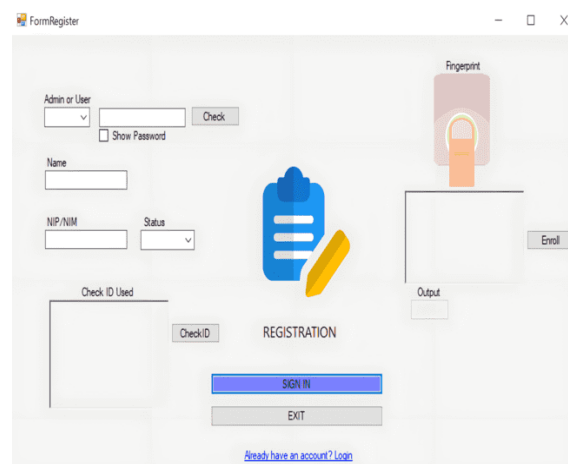 FormRegister
Fingerprint
Admin or User
Check
Show Password
Name
NIP/NIM
Status
Enroll
Check ID Used
Output
CheckID
REGISTRATION
SIGN IN
EXIT
Already have an account? Login